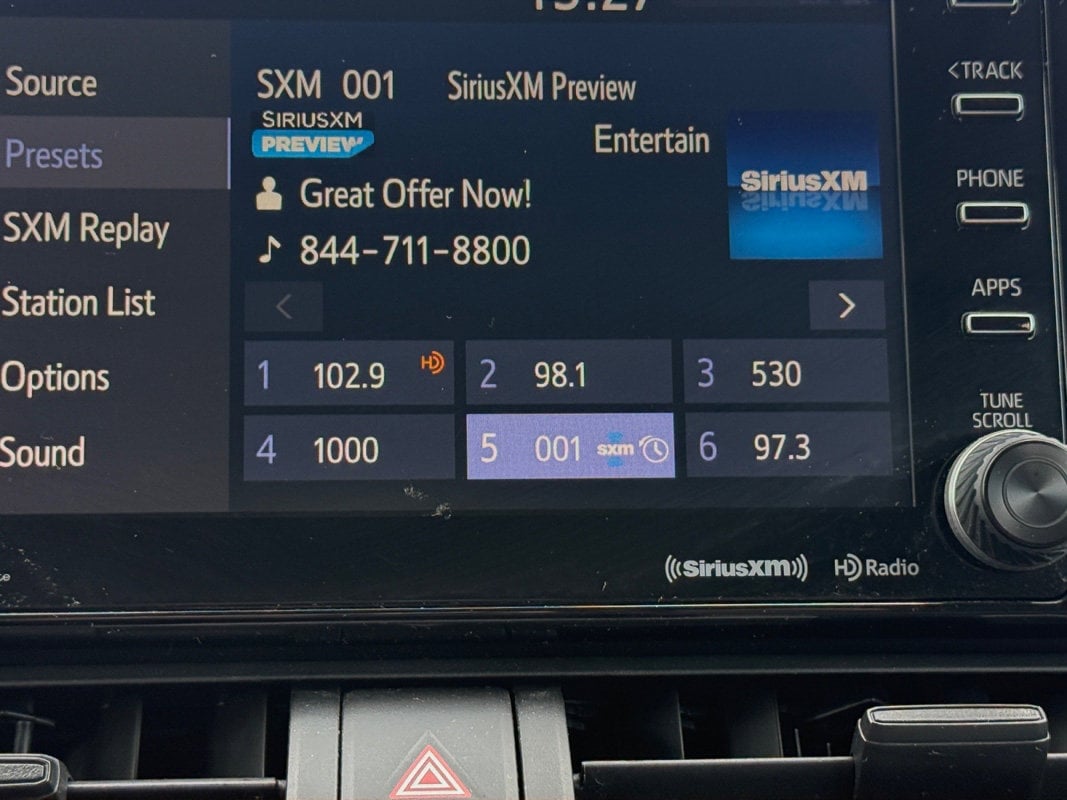 Source
Presets
SXM Replay
Station List
Options
Sound
SXM 001 SiriusXM Preview
SIRIUSXM
PREVIEW
Entertain
SiriusXM
Great Offer Now!
844-711-8800
<
>
1 102.9 HD
2 98.1
3 530
4 1000
5 001 sxm
6 97.3
SiriusXM
HD Radio
<TRACK
PHONE
APPS
TUNE
SCROLL